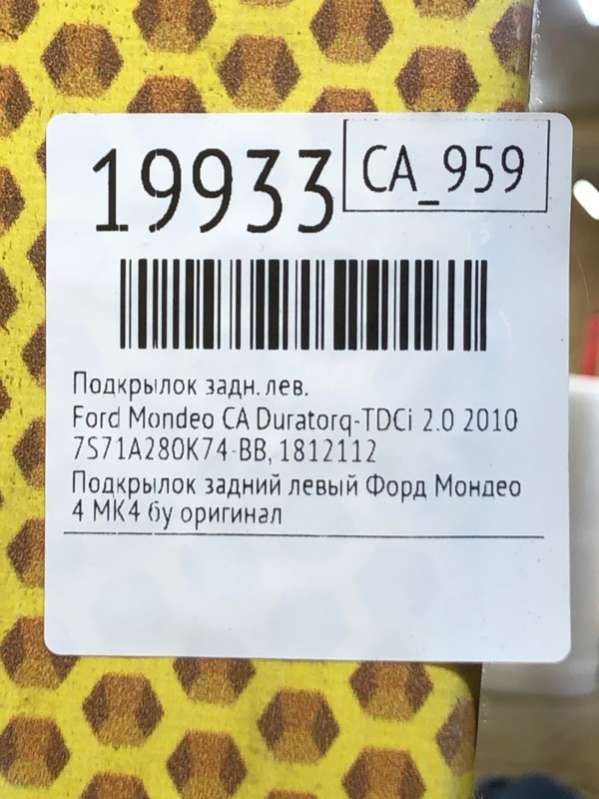 19933
CA_959
Подкрылок задн. лев.
Ford Mondeo CA Duratorq-TDCi 2.0 2010
7S71A280K74-BB, 1812112
Подкрылок задний левый Форд Мондео
4 МК4 бу оригинал